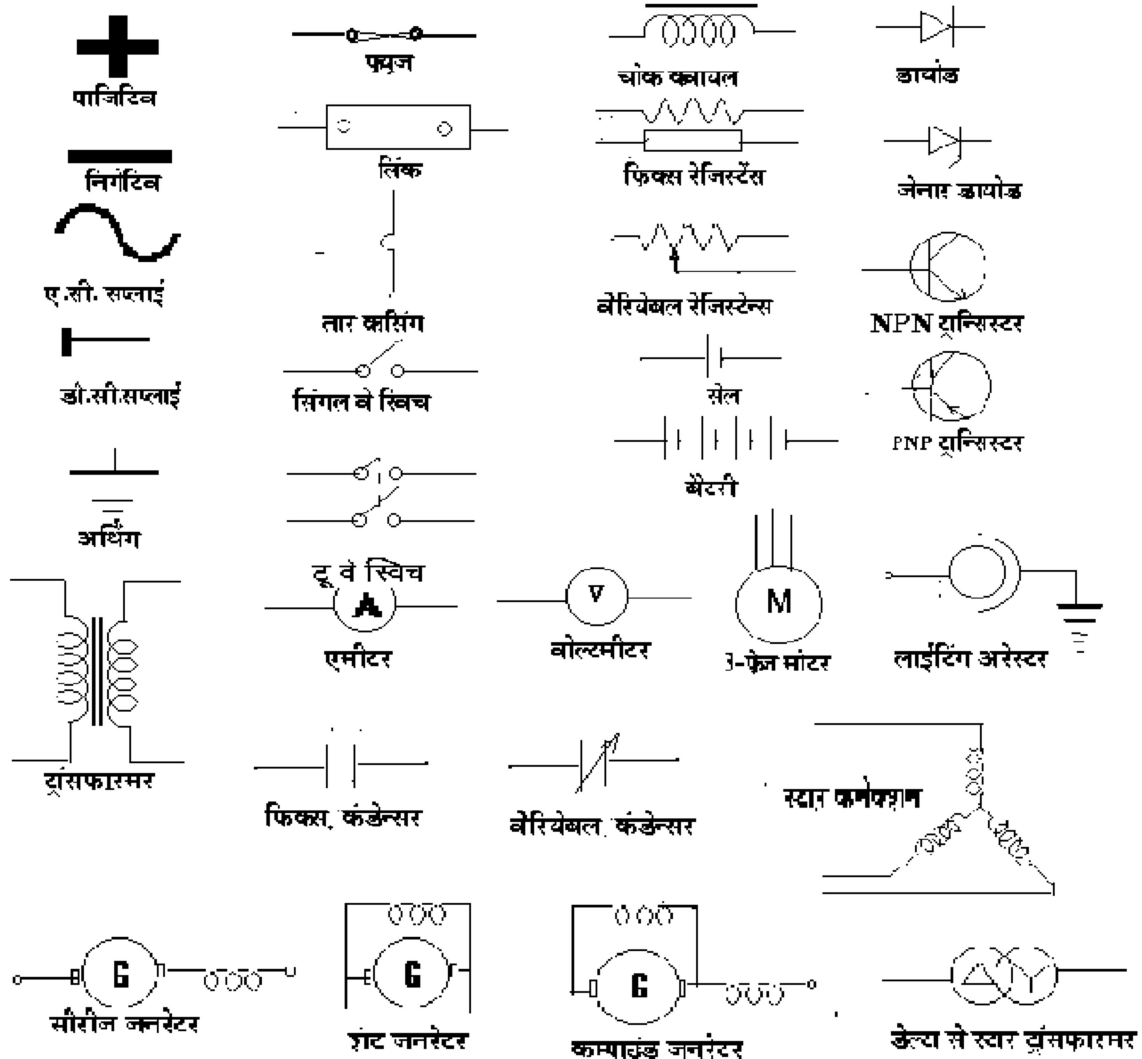 पाजिटिव
फ्यूज
चोक क्वायल
डायोड
निगेटिव
लिंक
फिक्स रेजिस्टेंस
जेनार डायोड
ए.सी. सप्लाई
तार क्रसिंग
वेरियेबल रेजिस्टेन्स
NPN ट्रान्सिस्टर
डी.सी.सप्लाई
सिंगल वे स्विच
सेल
PNP ट्रान्सिस्टर
अर्थिंग
टू वे स्विच
बैटरी
A
V
M
एमीटर
वोल्टमीटर
3-फ़ेज मोटर
लाईटिंग अरेस्टर
ट्रांसफारमर
फिक्स, कंडेन्सर
वेरियेबल, कंडेन्सर
स्टार कनेक्शन
G
G
G
सीरीज जनरेटर
शंट जनरेटर
कम्पाउंड जनरेटर
डेल्टा से स्टार ट्रांसफारमर